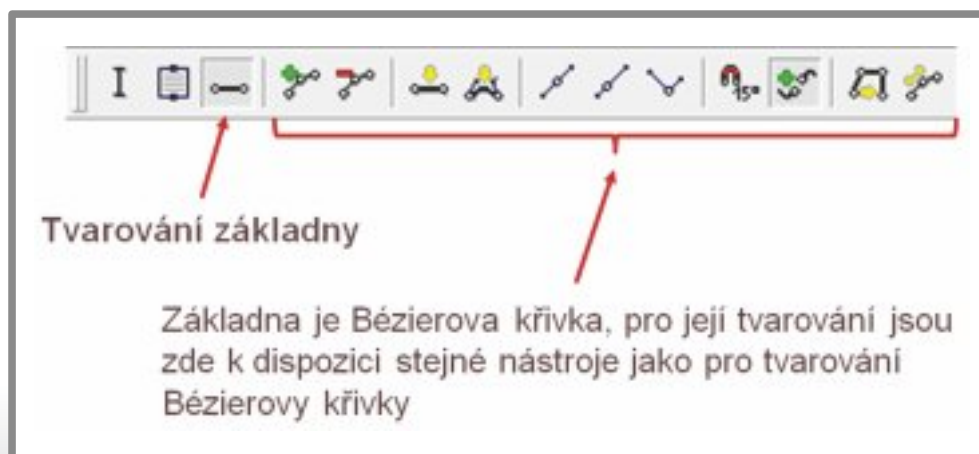 15°
Tvarování základny
Základna je Bézierova křivka, pro její tvarování jsou
zde k dispozici stejné nástroje jako pro tvarování
Bézierovy křivky